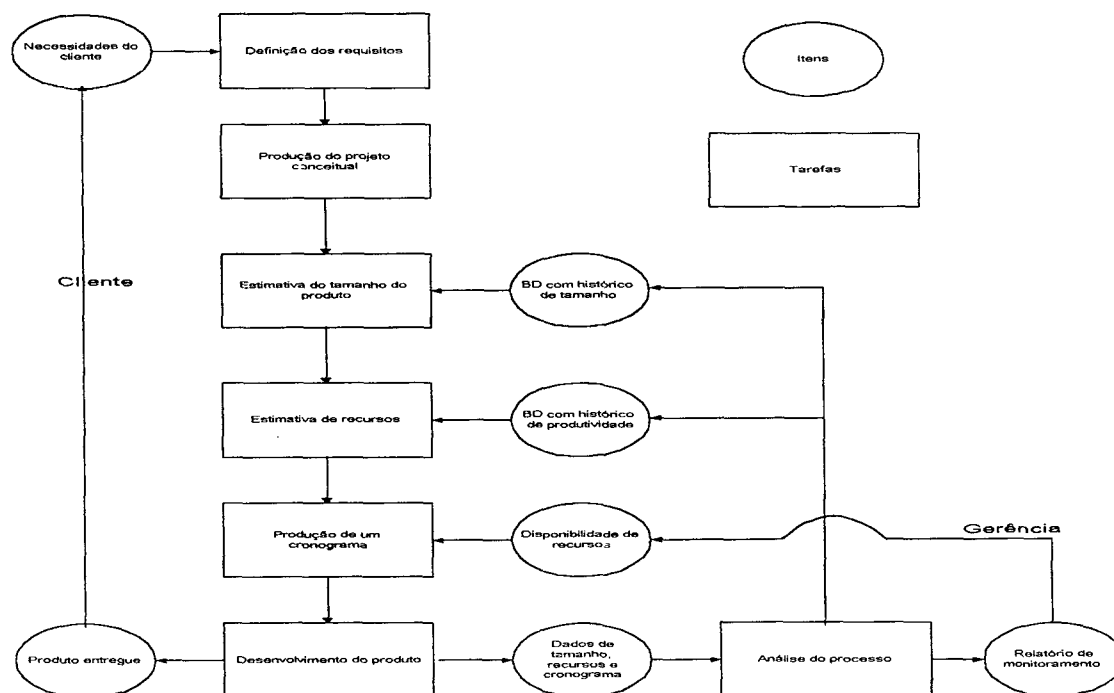 Necessidades do
cliente
Definição dos requisitos
Itens
Produção do projeto
conceitual
Tarefas
Cliente
Estimativa do tamanho do
produto
BD com histórico
de tamanho
Estimativa de recursos
BD com histórico
de produtividade
Produção de um
cronograma
Disponibilidade de
recursos
Gerência
Produto entregue
Desenvolvimento do produto
Dados de
tamanho,
recursos e
cronograma
Análise do processo
Relatório de
monitoramento